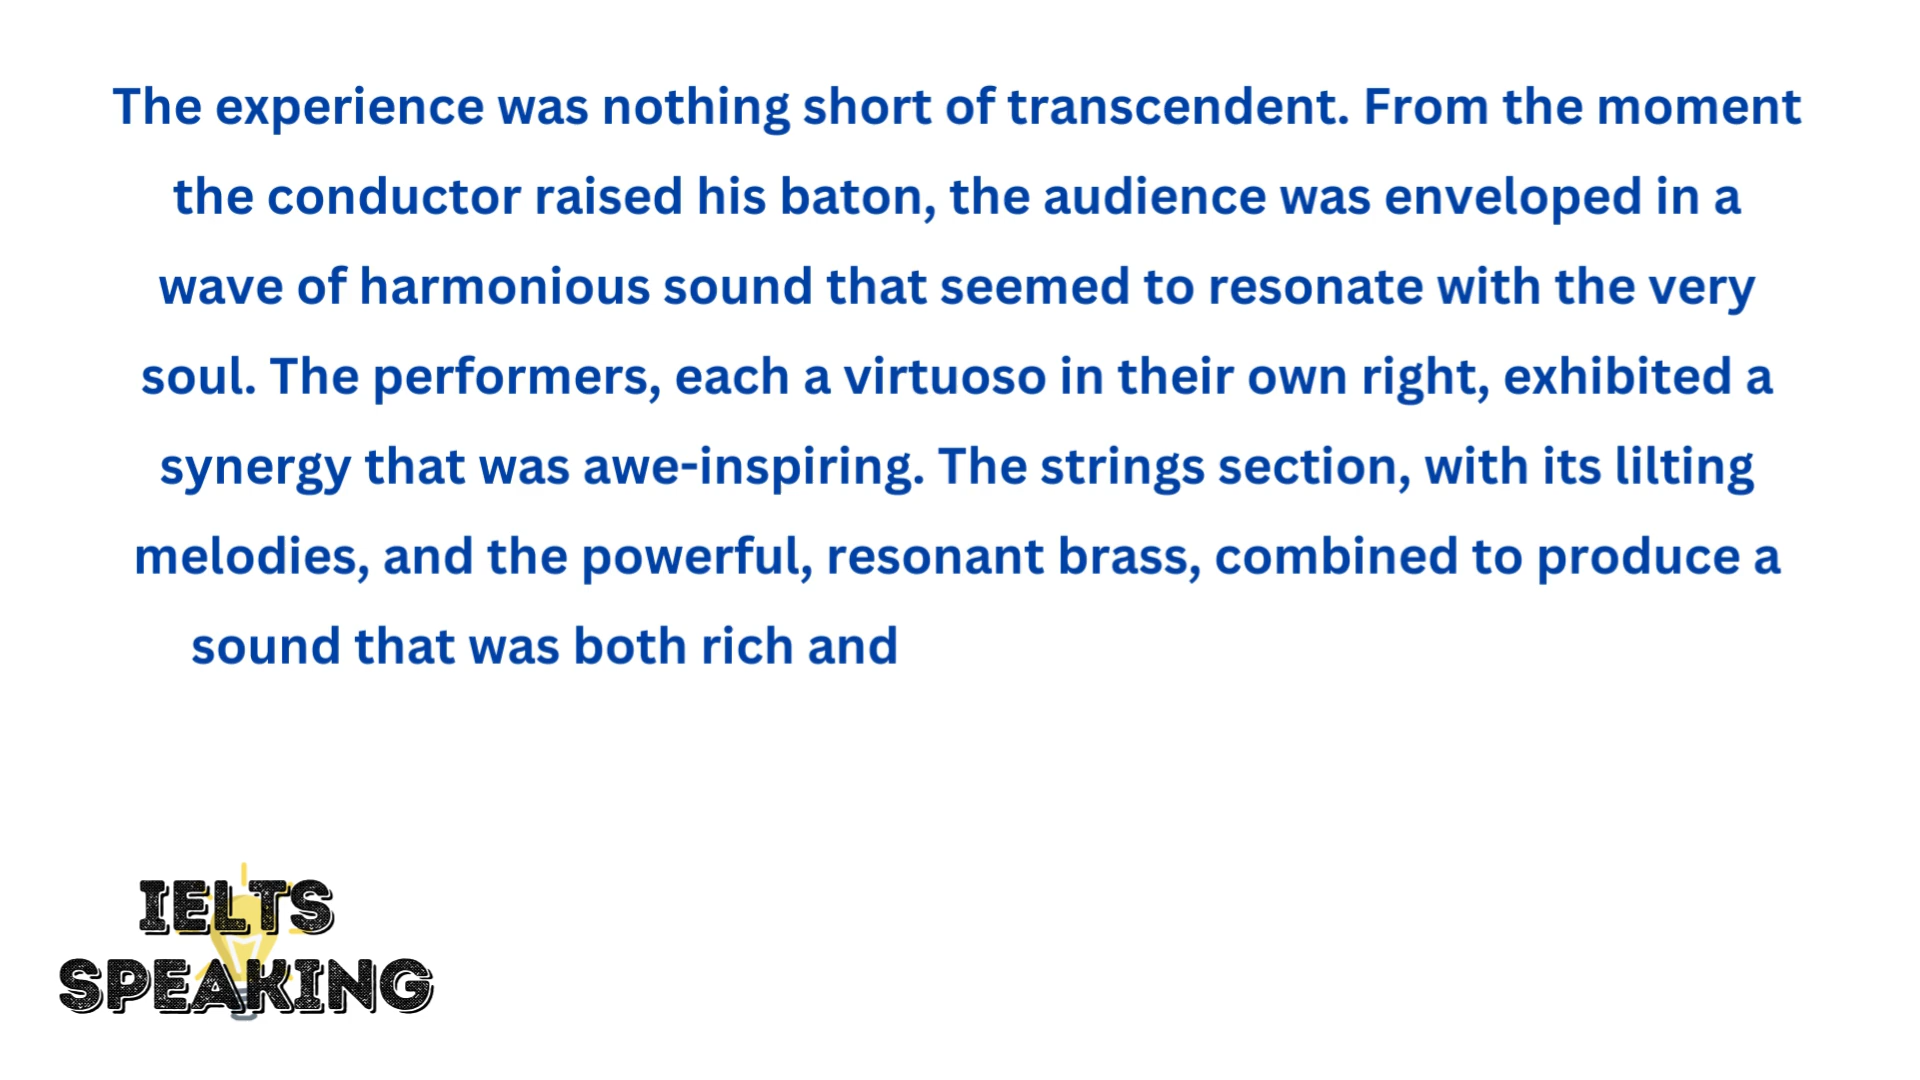 The experience was nothing short of transcendent. From the moment
the conductor raised his baton, the audience was enveloped in a
wave of harmonious sound that seemed to resonate with the very
soul. The performers, each a virtuoso in their own right, exhibited a
synergy that was awe-inspiring. The strings section, with its lilting
melodies, and the powerful, resonant brass, combined to produce a
sound that was both rich and
IELTS
SPEAKING